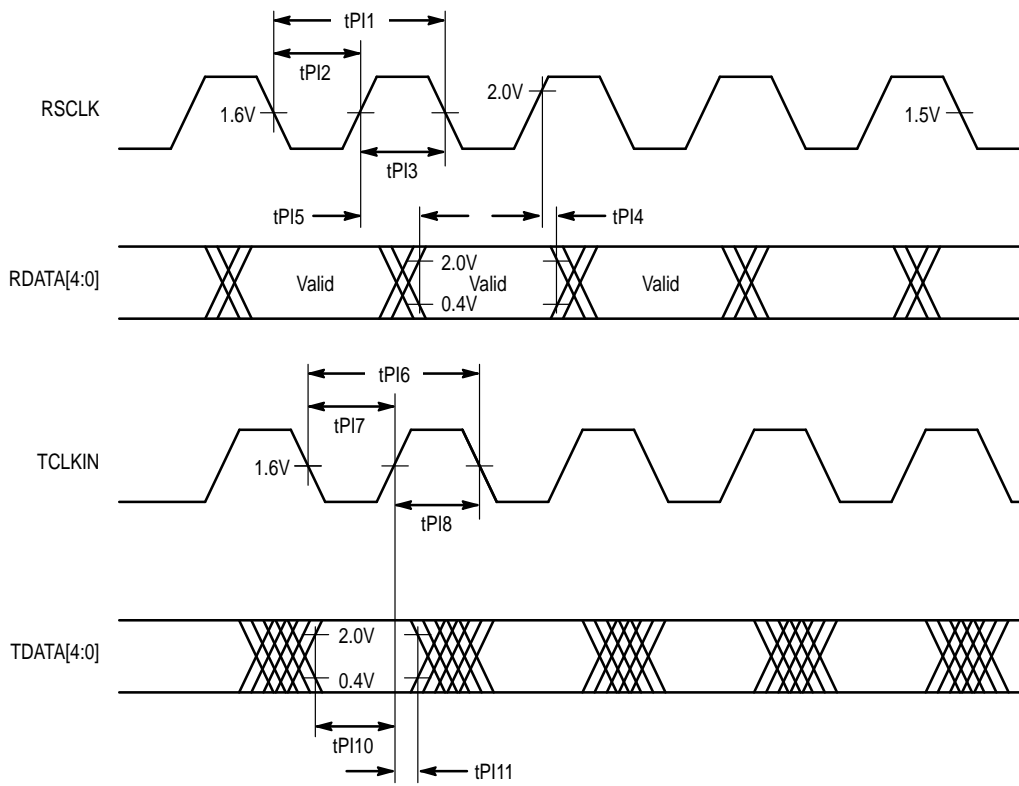 tPI1
tPI2
RSCLK
1.6V
2.0V
1.5V
tPI3
tPI5
tPI4
RDATA[4:0]
Valid
2.0V
Valid
0.4V
Valid
tPI6
tPI7
TCLKIN
1.6V
tPI8
TDATA[4:0]
2.0V
0.4V
tPI10
tPI11